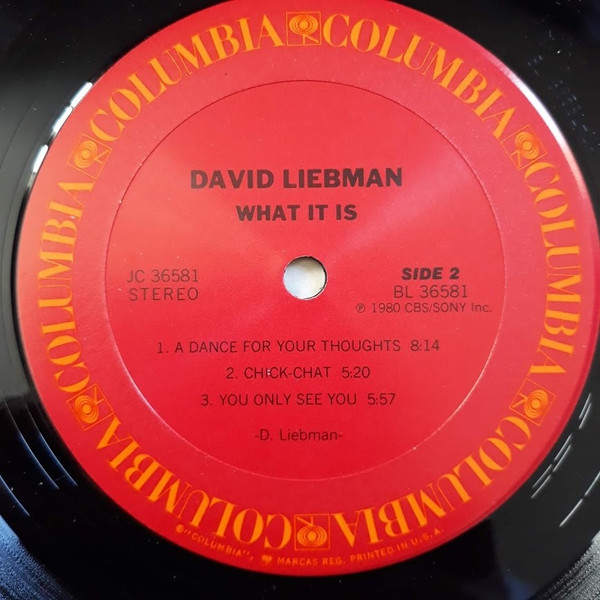 COLUMBIA COLUMBIA COLUMBIA COLUMBIA COLUMBIA COLUMBIA COLUMBIA
DAVID LIEBMAN
WHAT IT IS
JC 36581
STEREO
SIDE 2
BL 36581
℗ 1980 CBS/SONY Inc.
1. A DANCE FOR YOUR THOUGHTS 8:14
2. CHICK-CHAT 5:20
3. YOU ONLY SEE YOU 5:57
-D. Liebman-
® "COLUMBIA", MARCAS REG. PRINTED IN U.S.A.